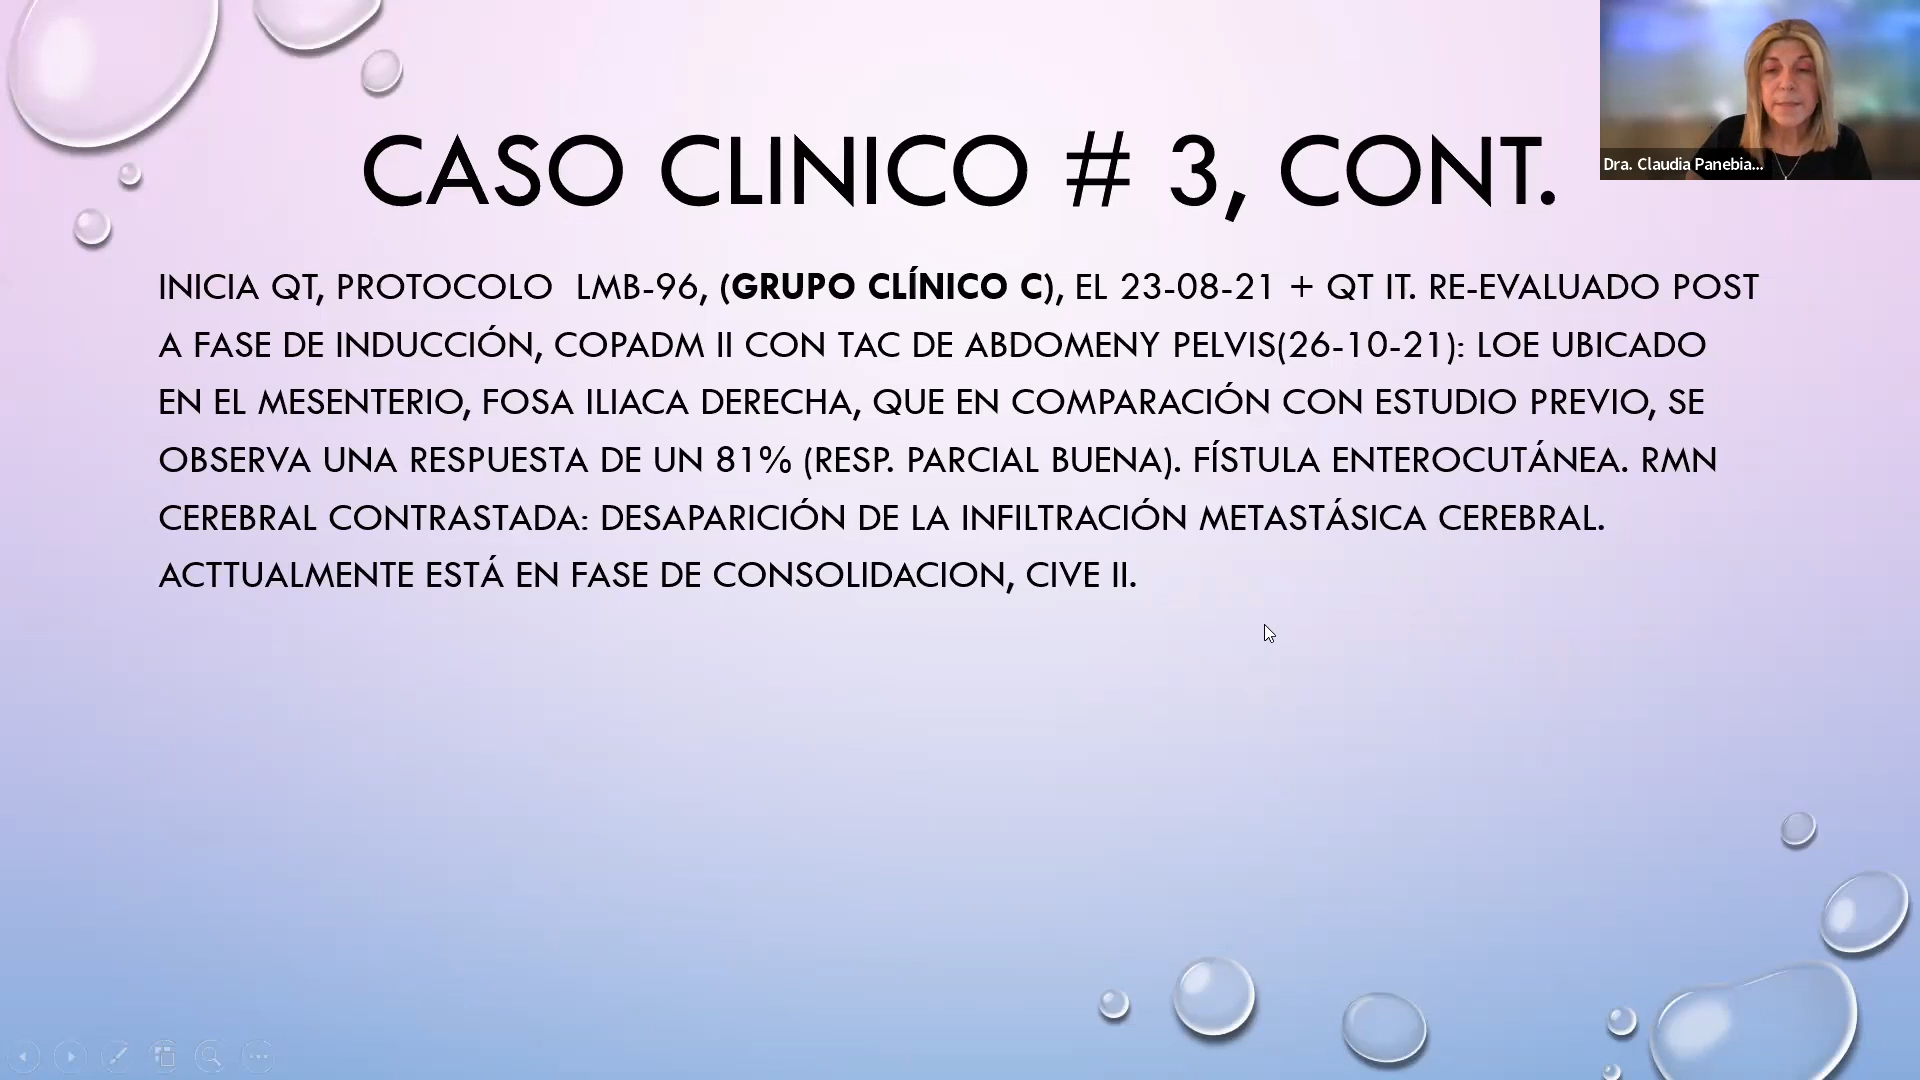 CASO CLINICO # 3, CONT.
INICIA QT, PROTOCOLO LMB-96, (GRUPO CLÍNICO C), EL 23-08-21 + QT IT. RE-EVALUADO POST
A FASE DE INDUCCIÓN, COPADM II CON TAC DE ABDOMENY PELVIS(26-10-21): LOE UBICADO
EN EL MESENTERIO, FOSA ILIACA DERECHA, QUE EN COMPARACIÓN CON ESTUDIO PREVIO, SE
OBSERVA UNA RESPUESTA DE UN 81% (RESP. PARCIAL BUENA). FÍSTULA ENTEROCUTÁNEA. RMN
CEREBRAL CONTRASTADA: DESAPARICIÓN DE LA INFILTRACIÓN METASTÁSICA CEREBRAL.
ACTTUALMENTE ESTÁ EN FASE DE CONSOLIDACION, CIVE II.
Dra. Claudia Panebia...